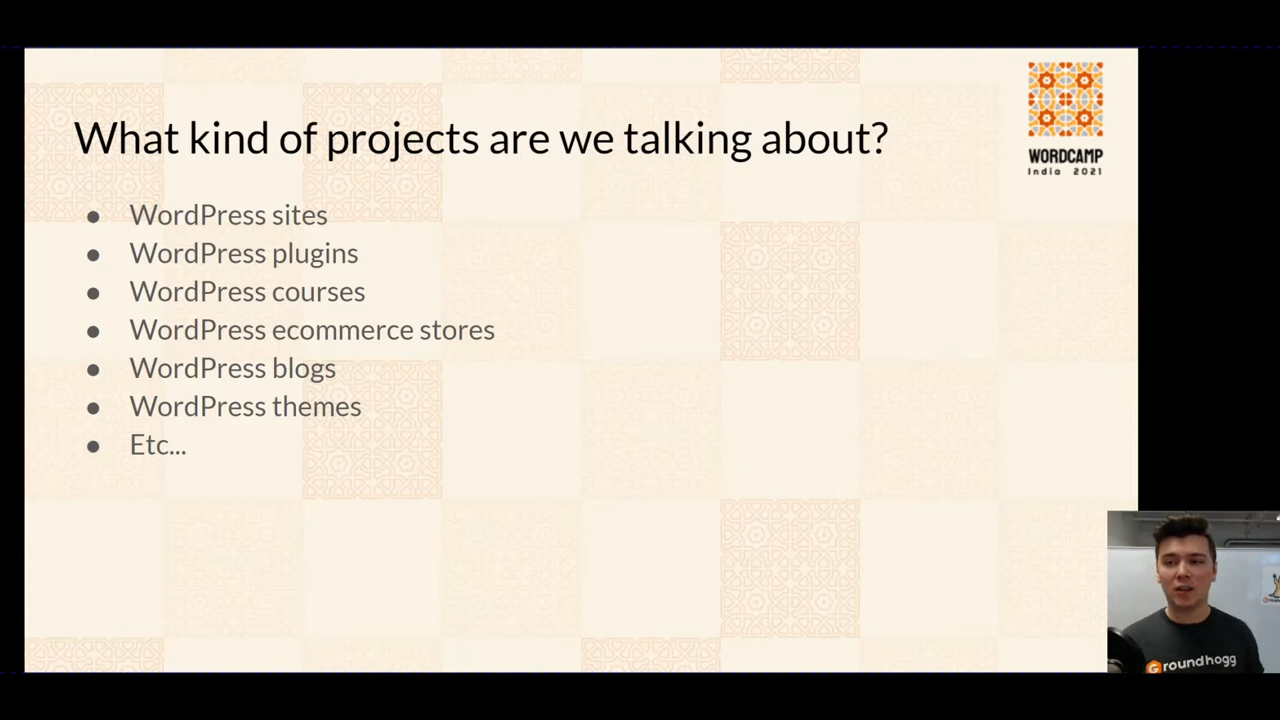 What kind of projects are we talking about?
WORDCAMP
India 2021
● WordPress sites
● WordPress plugins
● WordPress courses
● WordPress ecommerce stores
● WordPress blogs
● WordPress themes
● Etc...
Groundhogg